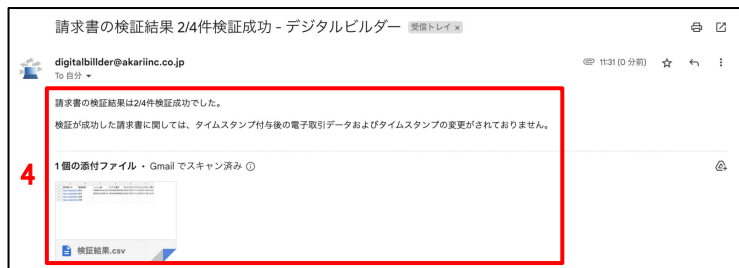 請求書の検証結果 2/4件検証成功 – デジタルビルダー 受信トレイ ×
digitalbillder@akariinc.co.jp
11:31 (0 分前)
To 自分
請求書の検証結果は2/4件検証成功でした。
検証が成功した請求書に関しては、タイムスタンプ付与後の電子取引データおよびタイムスタンプの変更がされておりません。
4
1 個の添付ファイル • Gmail でスキャン済み
検証結果.csv